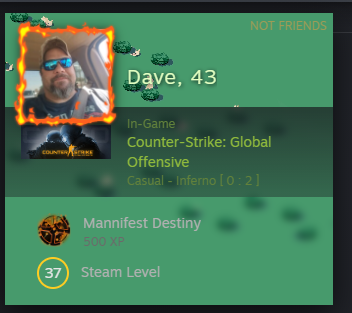 NOT FRIENDS
Dave, 43
In-Game
Counter-Strike: Global
Offensive
Casual - Inferno [ 0 : 2 ]
COUNTER STRIKE
Mannifest Destiny
500 XP
37 Steam Level